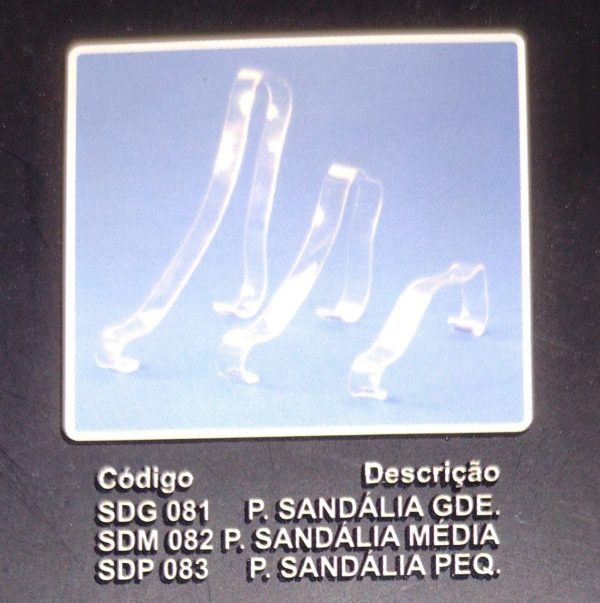 Código Descrição
SDG 081 P. SANDÁLIA GDE.
SDM 082 P. SANDÁLIA MÉDIA
SDP 083 P. SANDÁLIA PEQ.